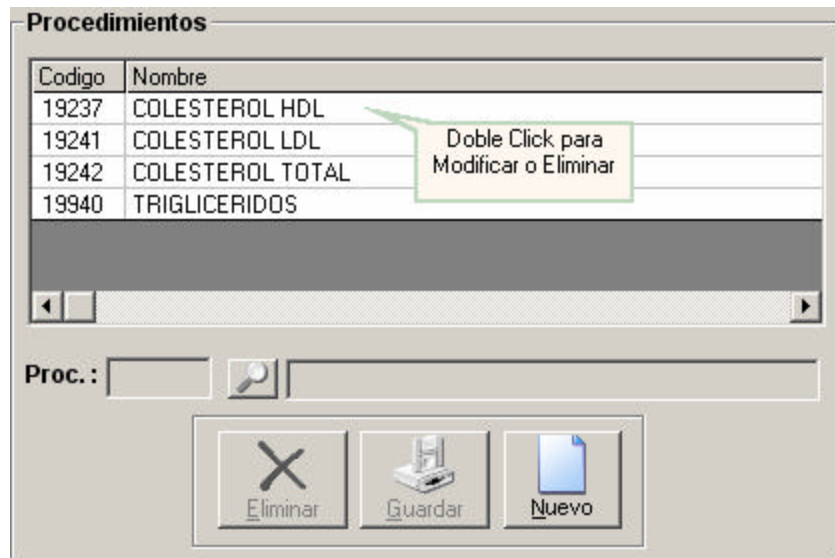 Procedimientos
Codigo Nombre
19237 COLESTEROL HDL
19241 COLESTEROL LDL
19242 COLESTEROL TOTAL
19940 TRIGLICERIDOS
Doble Click para
Modificar o Eliminar
Proc. :
Eliminar Guardar Nuevo